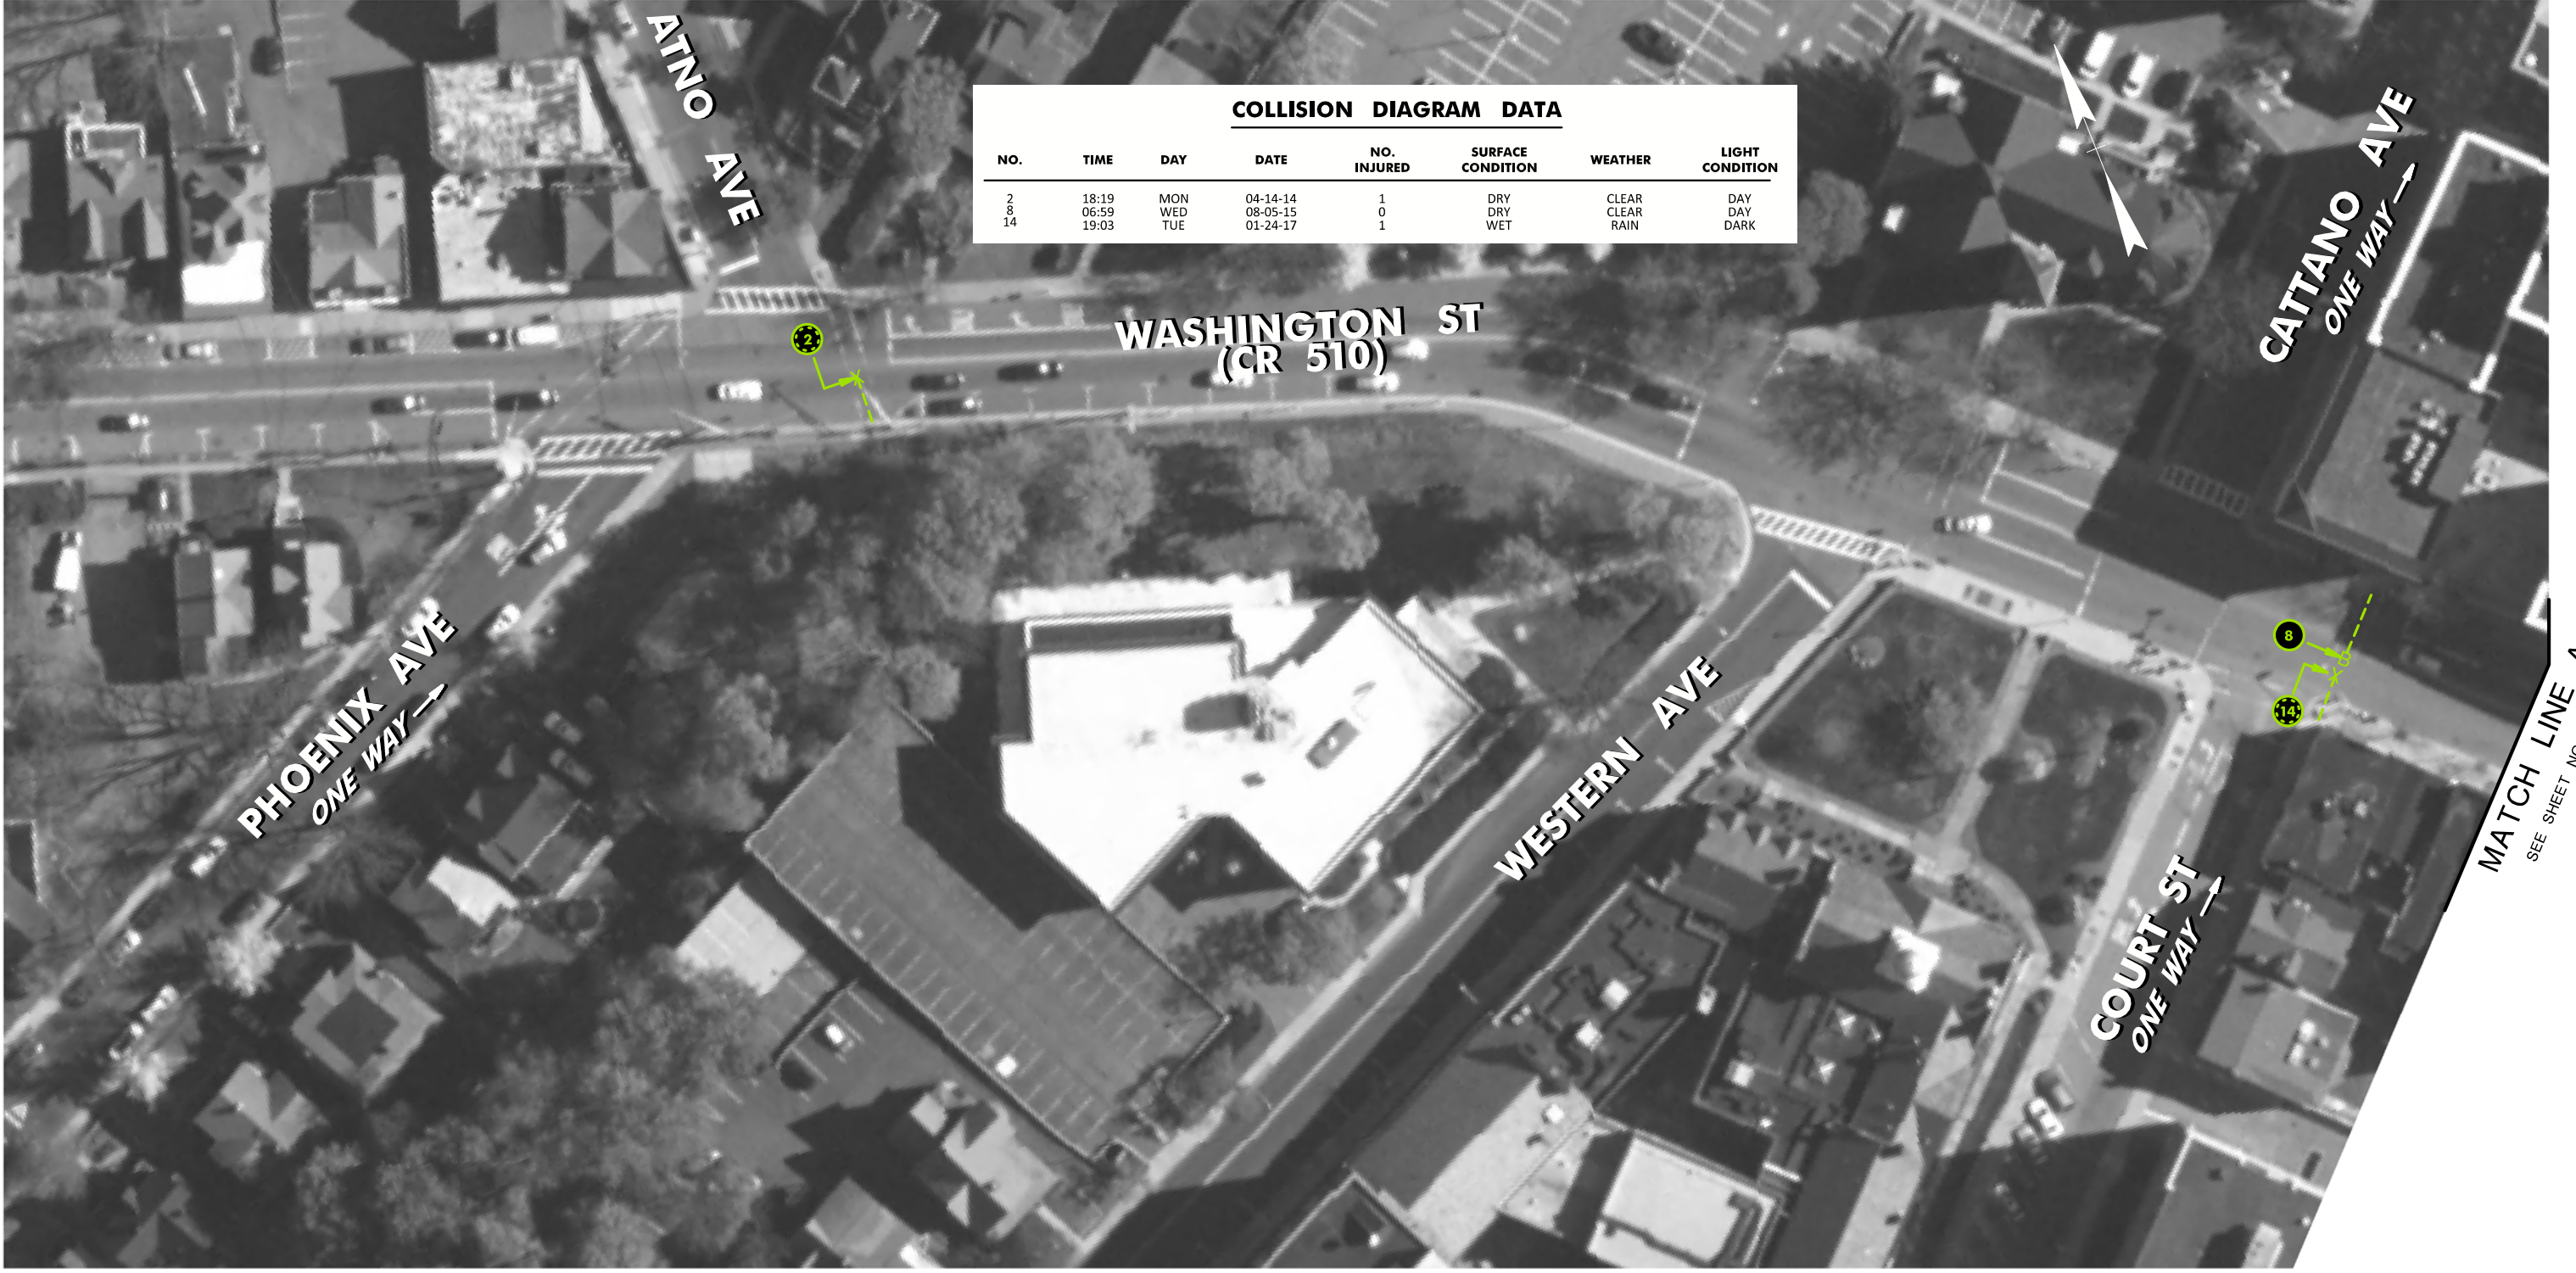 ATNO AVE
COLLISION DIAGRAM DATA
NO. TIME DAY DATE NO. INJURED SURFACE CONDITION WEATHER LIGHT CONDITION
2 18:19 MON 04-14-14 1 DRY CLEAR DAY
8 06:59 WED 08-05-15 0 DRY CLEAR DAY
14 19:03 TUE 01-24-17 1 WET RAIN DARK
CATTANO AVE
ONE WAY
WASHINGTON ST
(CR 510)
2
8
14
PHOENIX AVE
ONE WAY
WESTERN AVE
COURT ST
ONE WAY
MATCH LINE
SEE SHEET